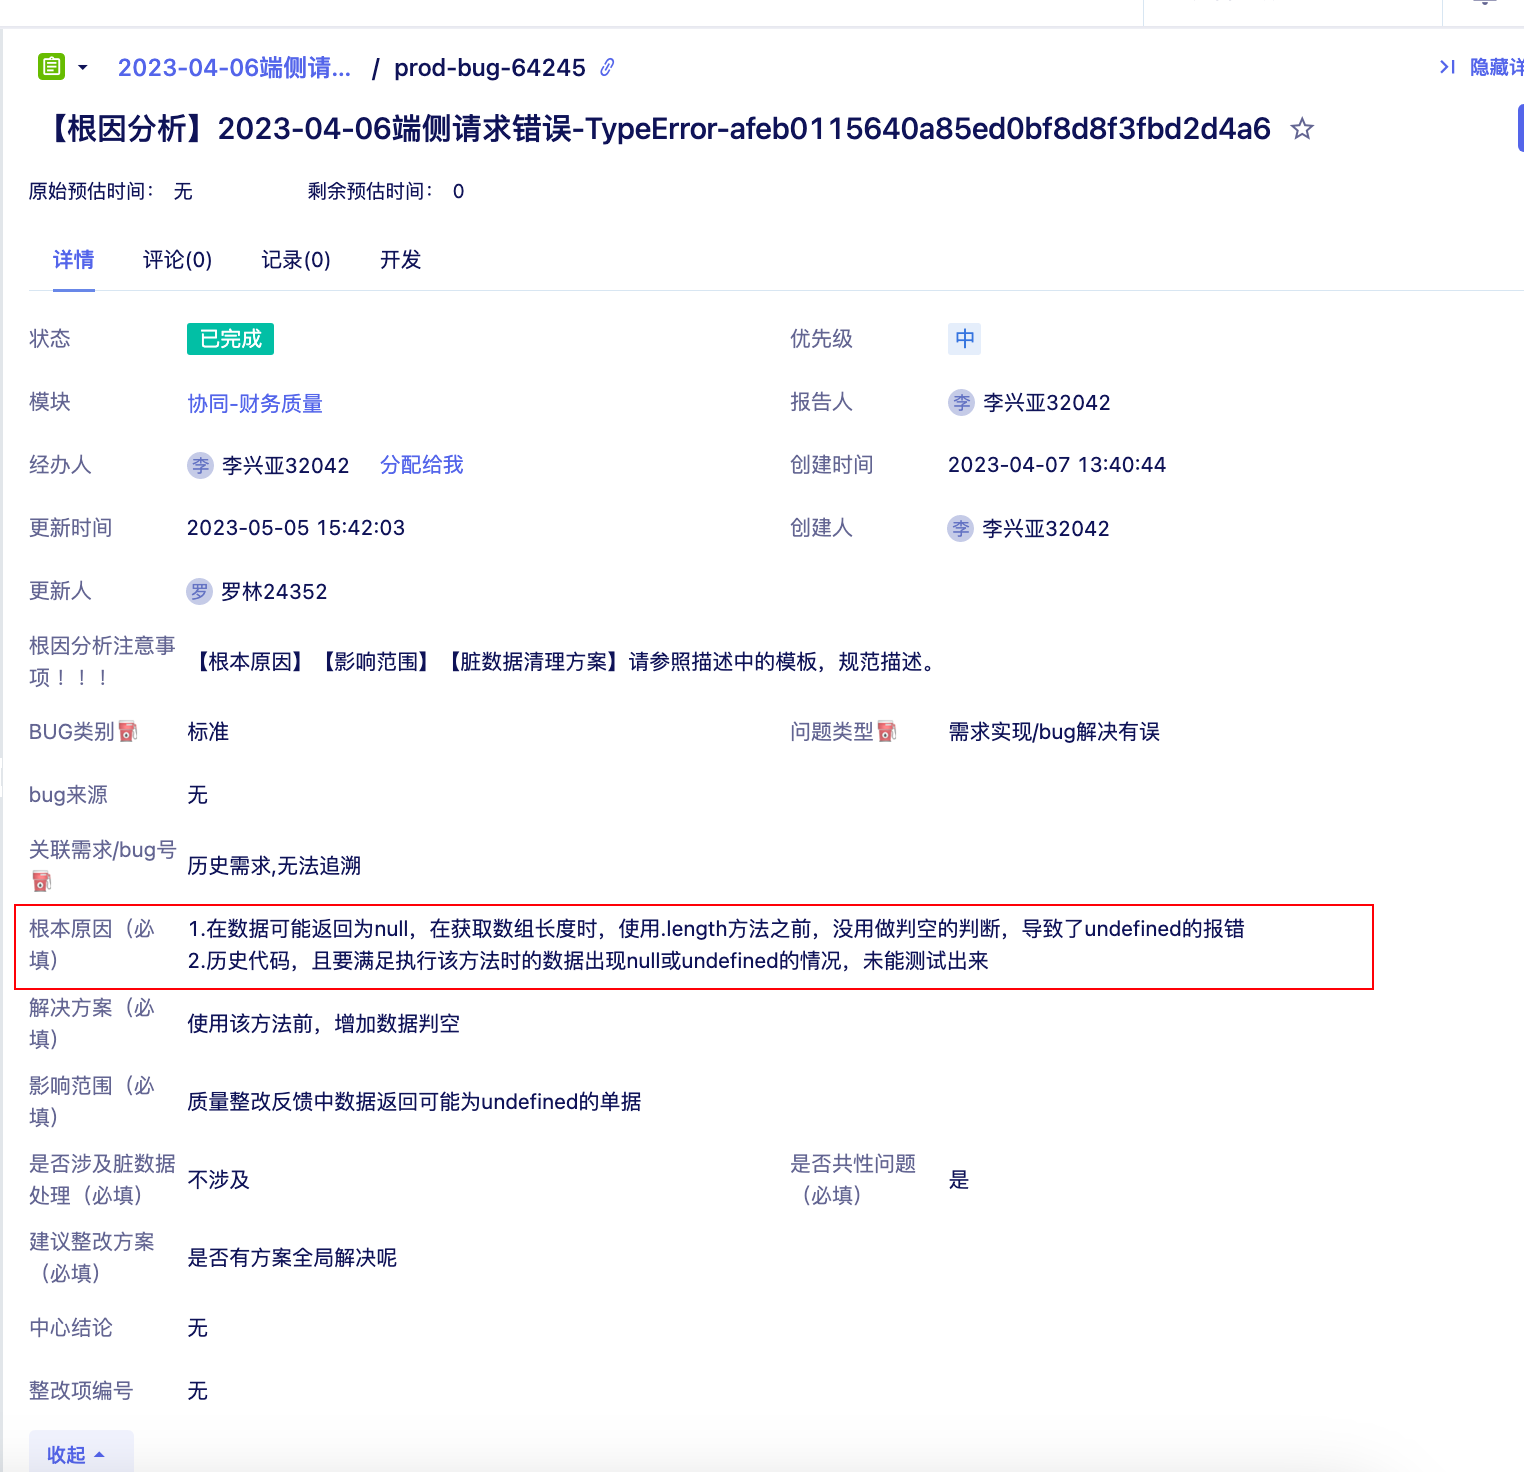 2023-04-06端侧请... / prod-bug-64245
隐藏详
【根因分析】2023-04-06端侧请求错误-TypeError-afeb0115640a85ed0bf8d8f3fbd2d4a6
原始预估时间： 无 剩余预估时间： 0
详情 评论(0) 记录(0) 开发
状态 已完成 优先级 中
模块 协同-财务质量 报告人 李 李兴亚32042
经办人 李 李兴亚32042 分配给我 创建时间 2023-04-07 13:40:44
更新时间 2023-05-05 15:42:03 创建人 李 李兴亚32042
更新人 罗 罗林24352
根因分析注意事
项！！！
【根本原因】【影响范围】【脏数据清理方案】请参照描述中的模板，规范描述。
BUG类别 标准 问题类型 需求实现/bug解决有误
bug来源 无
关联需求/bug号
历史需求,无法追溯
根本原因（必
填）
1.在数据可能返回为null，在获取数组长度时，使用.length方法之前，没用做判空的判断，导致了undefined的报错
2.历史代码，且要满足执行该方法时的数据出现null或undefined的情况，未能测试出来
解决方案（必
填）
使用该方法前，增加数据判空
影响范围（必
填）
质量整改反馈中数据返回可能为undefined的单据
是否涉及脏数据
处理（必填）
不涉及
是否共性问题
（必填）
是
建议整改方案
（必填）
是否有方案全局解决呢
中心结论 无
整改项编号 无
收起